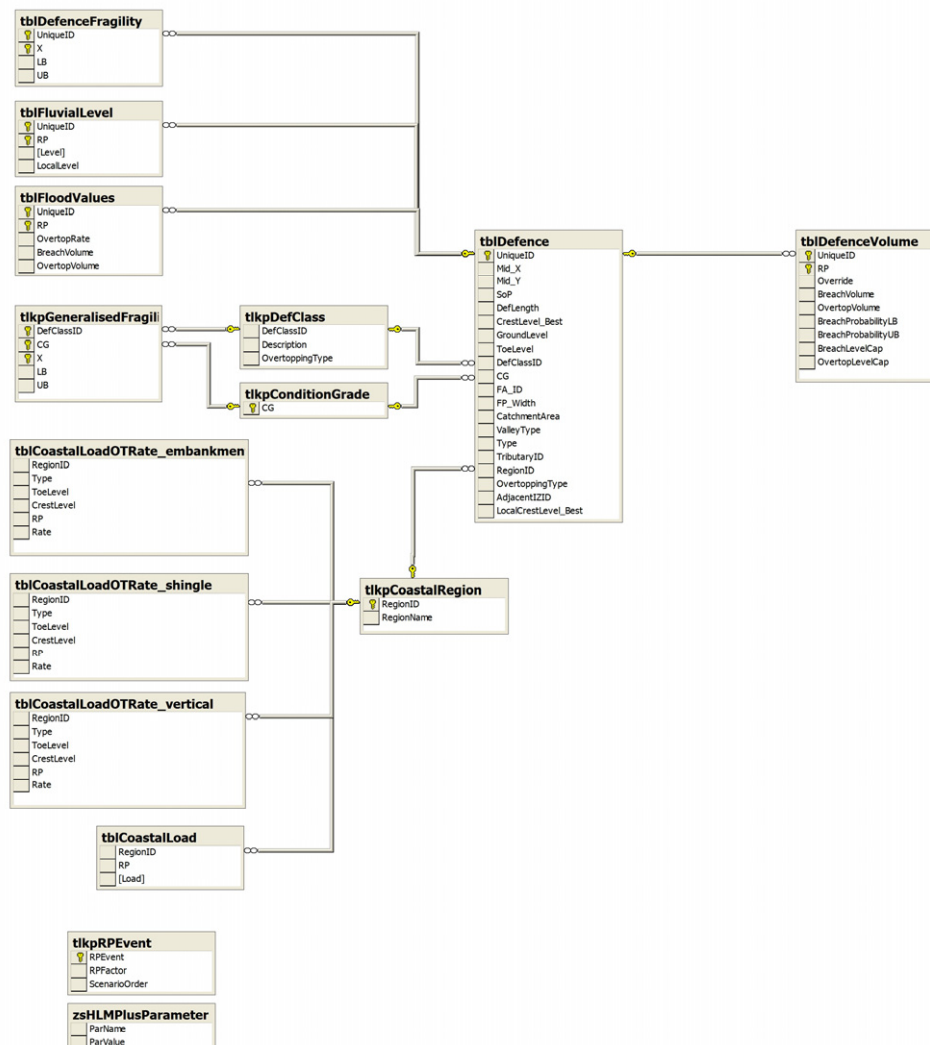 tblDefenceFragility
UniqueID
X
LB
UB
tblFluvialLevel
UniqueID
RP
[Level]
LocalLevel
tblFloodValues
UniqueID
RP
OvertopRate
BreachVolume
OvertopVolume
tblDefence
UniqueID
Mid_X
Mid_Y
SoP
DefLength
CrestLevel_Best
GroundLevel
ToeLevel
DefClassID
CG
FA_ID
FP_Width
CatchmentArea
ValleyType
Type
TributaryID
RegionID
OvertoppingType
AdjacentIZID
LocalCrestLevel_Best
tblDefenceVolume
UniqueID
RP
Override
BreachVolume
OvertopVolume
BreachProbabilityLB
BreachProbabilityUB
BreachLevelCap
OvertopLevelCap
tlkpGeneralisedFragili
DefClassID
CG
X
LB
UB
tlkpDefClass
DefClassID
Description
OvertoppingType
tlkpConditionGrade
CG
tblCoastalLoadOTRate_embankmen
RegionID
Type
ToeLevel
CrestLevel
RP
Rate
tblCoastalLoadOTRate_shingle
RegionID
Type
ToeLevel
CrestLevel
RP
Rate
tlkpCoastalRegion
RegionID
RegionName
tblCoastalLoadOTRate_vertical
RegionID
Type
ToeLevel
CrestLevel
RP
Rate
tblCoastalLoad
RegionID
RP
[Load]
tlkpRPEvent
RPEvent
RPFactor
ScenarioOrder
zsHLMPlusParameter
ParName
ParValue